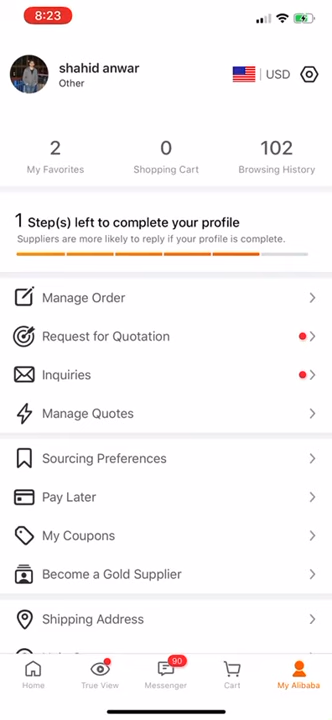 8:23
shahid anwar
Other
USD
2
My Favorites
0
Shopping Cart
102
Browsing History
1 Step(s) left to complete your profile
Suppliers are more likely to reply if your profile is complete.
Manage Order
Request for Quotation
Inquiries
Manage Quotes
Sourcing Preferences
Pay Later
My Coupons
Become a Gold Supplier
Shipping Address
Home
True View
90
Messenger
Cart
My Alibaba